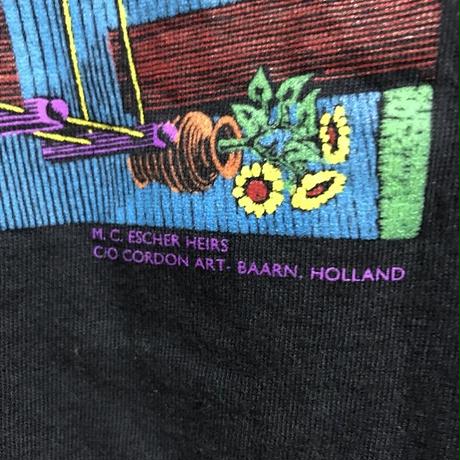 M. C. ESCHER HEIRS
C/O CORDON ART- BAARN. HOLLAND